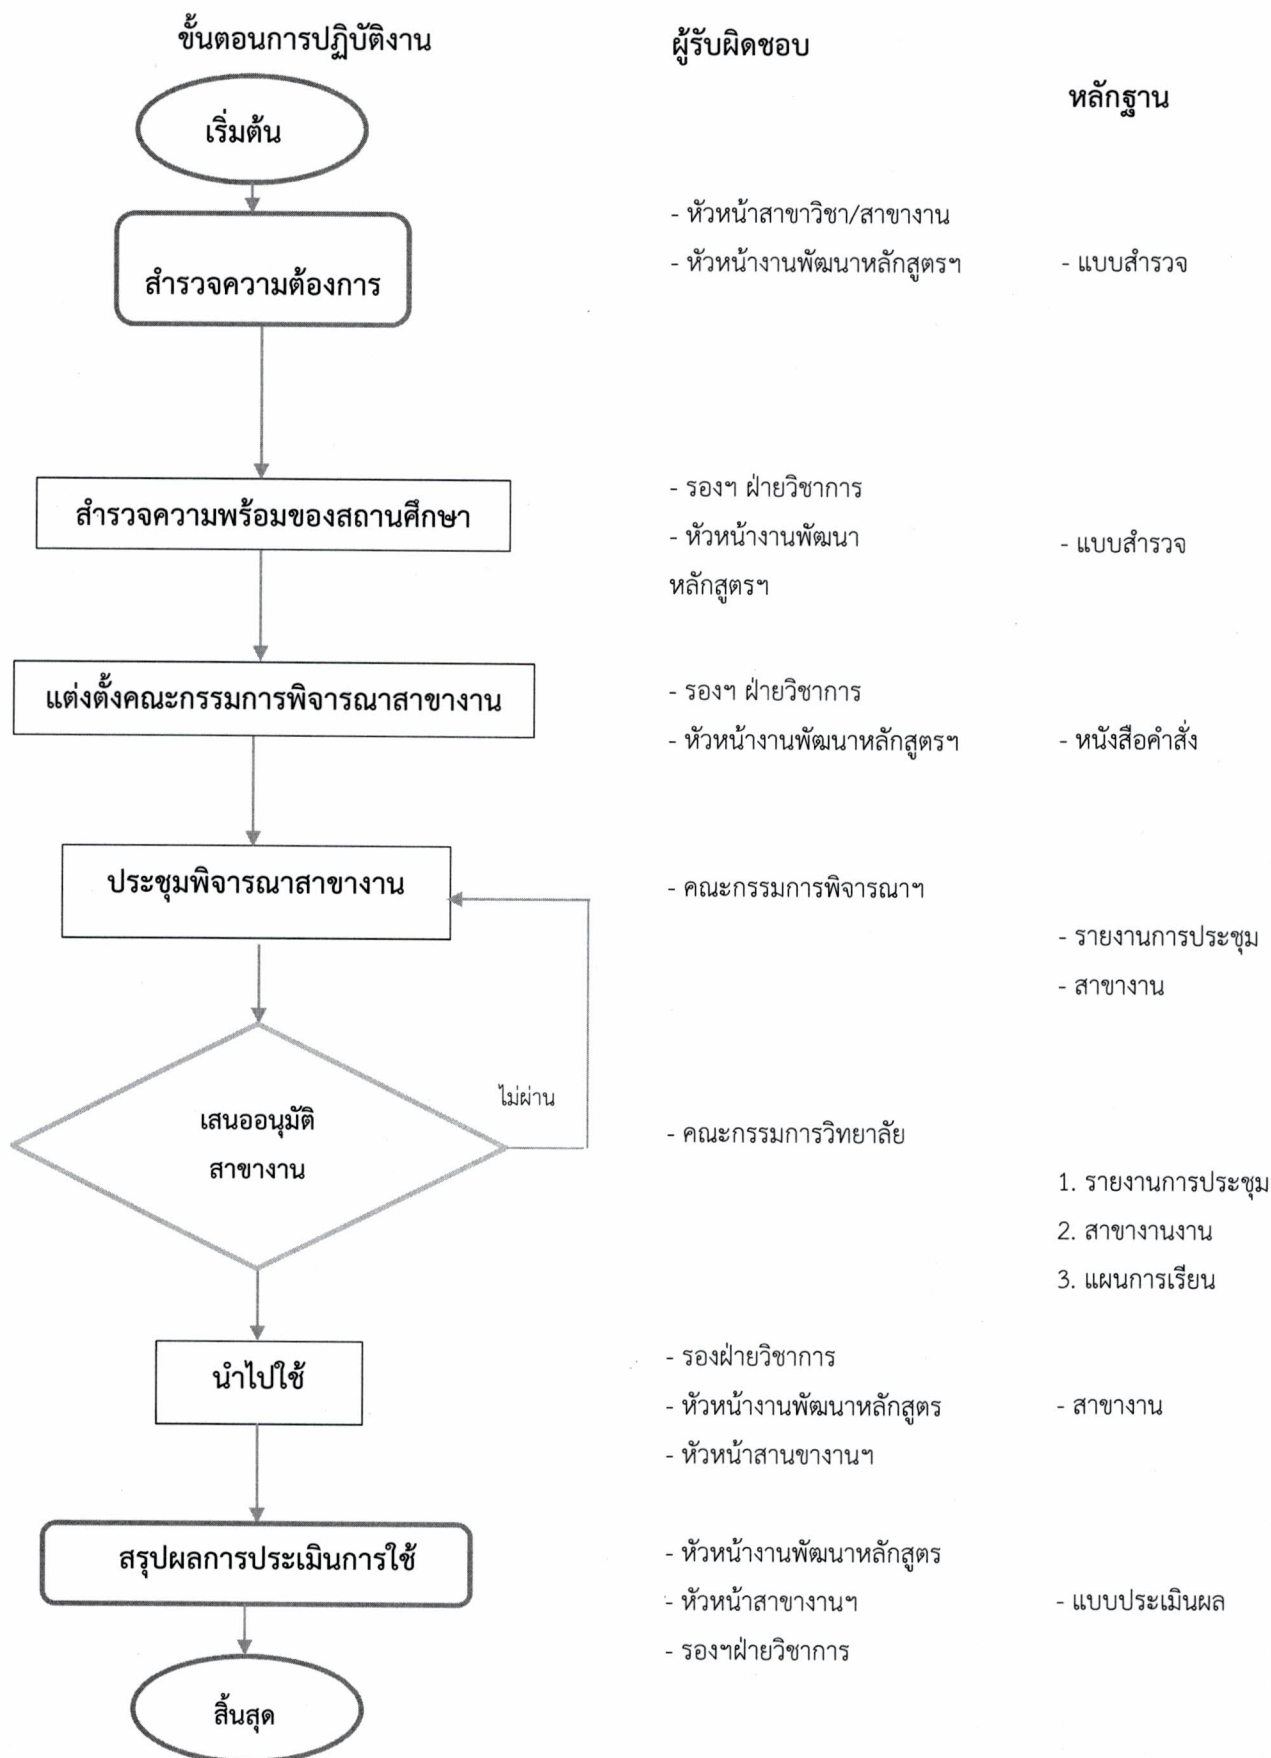 ขั้นตอนการปฏิบัติงาน
ผู้รับผิดชอบ
หลักฐาน
เริ่มต้น
สำรวจความต้องการ
- หัวหน้าสาขาวิชา/สาขางาน
- หัวหน้างานพัฒนาหลักสูตรฯ
- แบบสำรวจ
สำรวจความพร้อมของสถานศึกษา
- รองฯ ฝ่ายวิชาการ
- หัวหน้างานพัฒนา
หลักสูตรฯ
- แบบสำรวจ
แต่งตั้งคณะกรรมการพิจารณาสาขางาน
- รองฯ ฝ่ายวิชาการ
- หัวหน้างานพัฒนาหลักสูตรฯ
- หนังสือคำสั่ง
ประชุมพิจารณาสาขางาน
- คณะกรรมการพิจารณาฯ
- รายงานการประชุม
- สาขางาน
เสนออนุมัติ
สาขางาน
ไม่ผ่าน
- คณะกรรมการวิทยาลัย
1. รายงานการประชุม
2. สาขางานงาน
3. แผนการเรียน
นำไปใช้
- รองฝ่ายวิชาการ
- หัวหน้างานพัฒนาหลักสูตร
- หัวหน้าสานขางานฯ
- สาขางาน
สรุปผลการประเมินการใช้
- หัวหน้างานพัฒนาหลักสูตร
- หัวหน้าสาขางานฯ
- รองฯฝ่ายวิชาการ
- แบบประเมินผล
สิ้นสุด